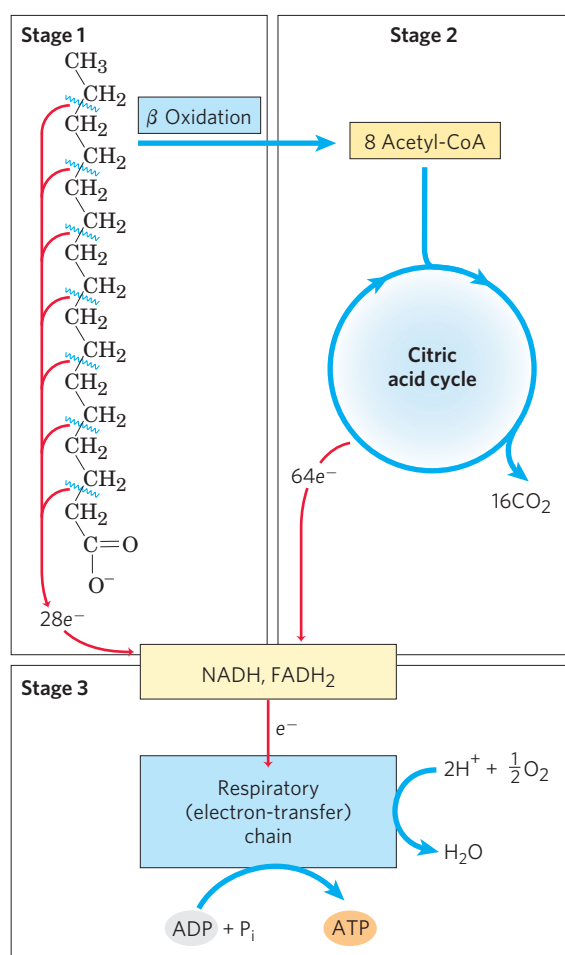 Stage 1
CH₃
CH₂
CH₂
CH₂
CH₂
CH₂
CH₂
CH₂
CH₂
CH₂
CH₂
CH₂
CH₂
CH₂
CH₂
C=O
O⁻
28e⁻
β Oxidation
Stage 2
8 Acetyl-CoA
Citric
acid cycle
64e⁻
16CO₂
NADH, FADH₂
Stage 3
e⁻
Respiratory
(electron-transfer)
chain
2H⁺ + ½O₂
H₂O
ADP + Pᵢ
ATP